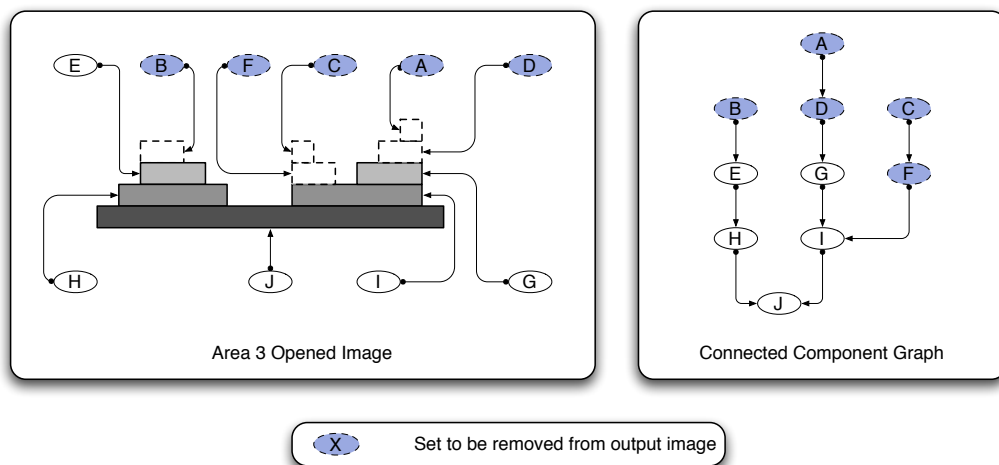 E B F C A D
H J I G
Area 3 Opened Image
A
B D C
E G F
H I
J
Connected Component Graph
X Set to be removed from output image